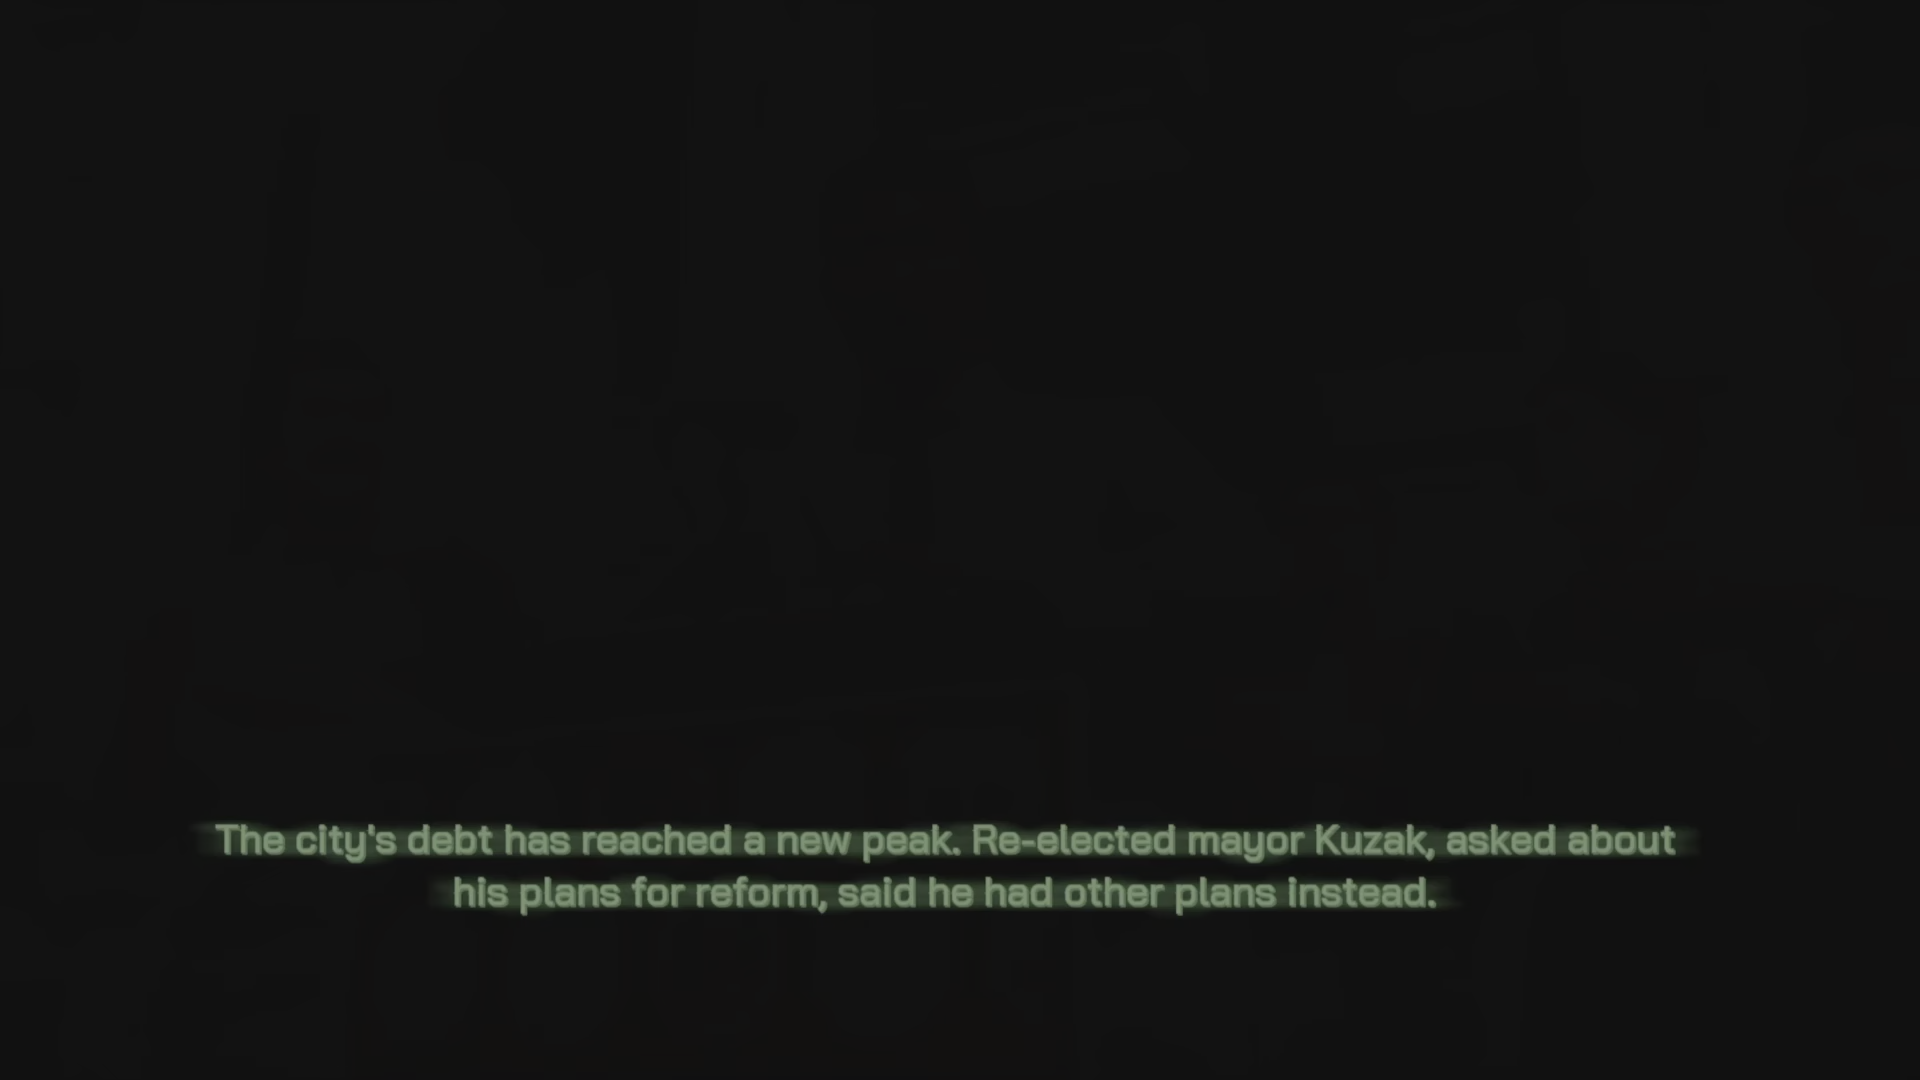 The city's debt has reached a new peak. Re-elected mayor Kuzak, asked about
his plans for reform, said he had other plans instead.